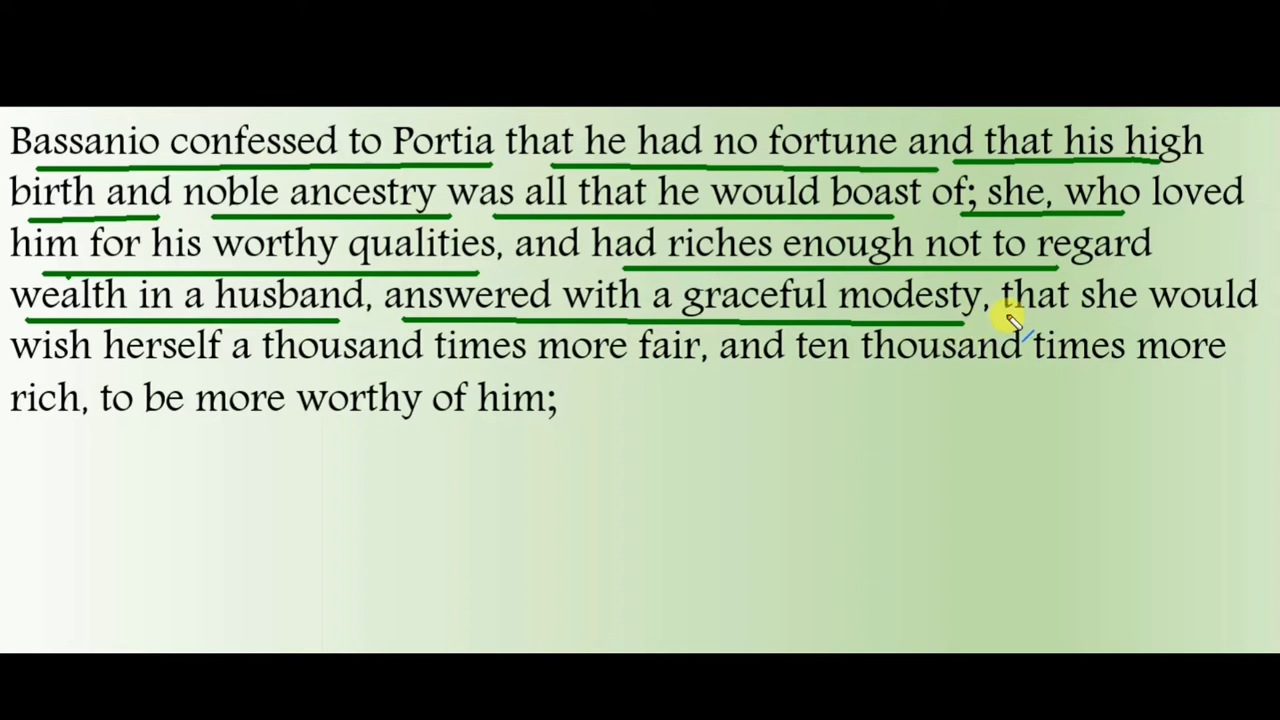 Bassanio confessed to Portia that he had no fortune and that his high
birth and noble ancestry was all that he would boast of; she, who loved
him for his worthy qualities, and had riches enough not to regard
wealth in a husband, answered with a graceful modesty, that she would
wish herself a thousand times more fair, and ten thousand times more
rich, to be more worthy of him;